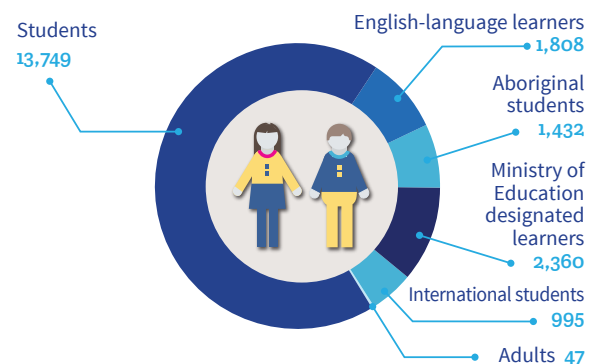 Students
13,749
English-language learners
1,808
Aboriginal
students
1,432
Ministry of
Education
designated
learners
2,360
International students
995
Adults 47